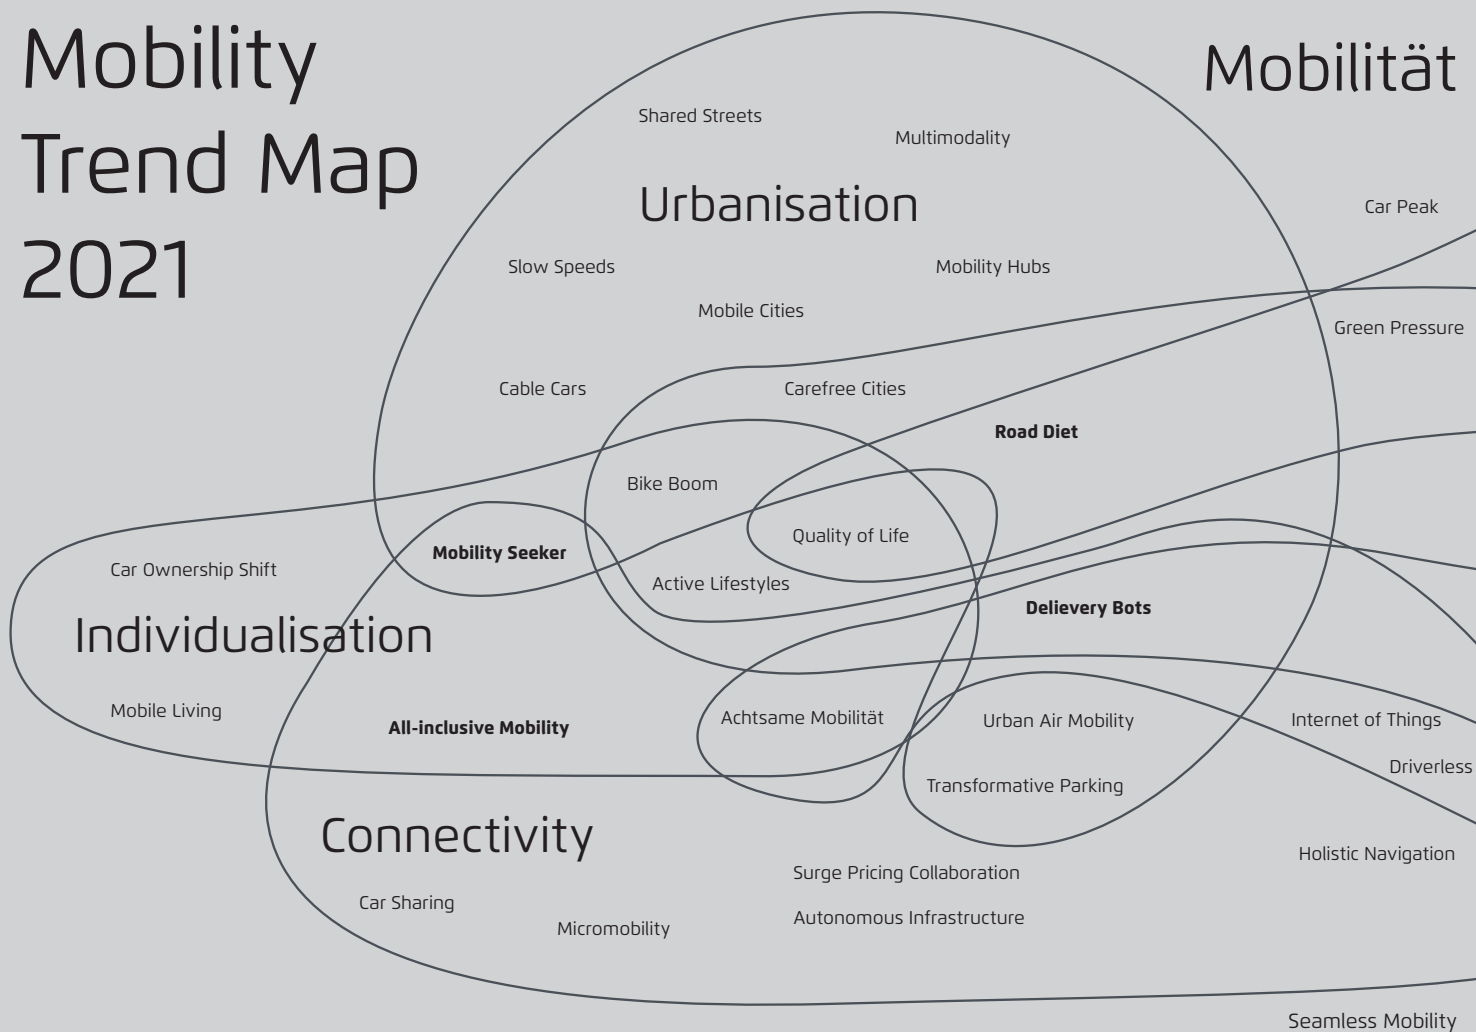 Mobility
Trend Map
2021
Mobilität
Shared Streets
Multimodality
Urbanisation
Car Peak
Slow Speeds
Mobility Hubs
Mobile Cities
Green Pressure
Cable Cars
Carefree Cities
Road Diet
Bike Boom
Quality of Life
Mobility Seeker
Car Ownership Shift
Active Lifestyles
Delievery Bots
Individualisation
Mobile Living
All-inclusive Mobility
Achtsame Mobilität
Urban Air Mobility
Internet of Things
Driverless
Transformative Parking
Connectivity
Holistic Navigation
Surge Pricing Collaboration
Car Sharing
Autonomous Infrastructure
Micromobility
Seamless Mobility